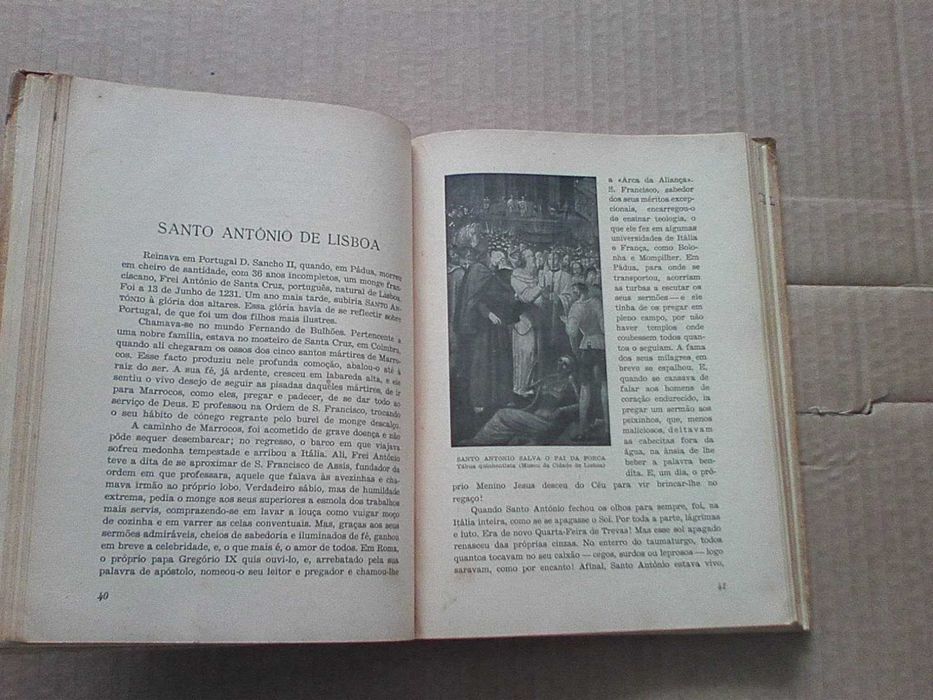 SANTO ANTÓNIO DE LISBOA
Reinava em Portugal D. Sancho II, quando, em Pádua, morreu
em cheiro de santidade, com 36 anos incompletos, um monge fran-
ciscano, Frei António de Santa Cruz, português, natural de Lisboa.
Foi a 13 de Junho de 1231. Um ano mais tarde, subiria SANTO AN-
TÓNIO à glória dos altares. Essa glória havia de se reflectir sobre
Portugal, de que foi um dos filhos mais ilustres.
Chamava-se no mundo Fernando de Bulhões. Pertencente a
uma nobre família, estava no mosteiro de Santa Cruz, em Coimbra,
quando ali chegaram os ossos dos cinco santos mártires de Marro-
cos. Esse facto produziu nele profunda comoção, abalou-o até à
raiz do ser. A sua fé, já ardente, cresceu em labareda alta, e ele
sentiu o vivo desejo de seguir as pisadas daqueles mártires, de ir
para Marrocos, como eles, pregar e padecer, de se dar todo ao
serviço de Deus. E professou na Ordem de S. Francisco, trocando
o seu hábito de cónego regrante pelo burel de monge descalço.
A caminho de Marrocos, foi acometido de grave doença e não
pôde sequer desembarcar; no regresso, o barco em que viajava
sofreu medonha tempestade e arribou a Itália. Ali, Frei António
teve a dita de se aproximar de S. Francisco de Assis, fundador da
ordem em que professara, aquele que falava às avezinhas e cha-
mava irmão ao próprio lobo. Verdadeiro sábio, mas de humildade
extrema, pedia o monge aos seus superiores a esmola dos trabalhos
mais servis, comprazendo-se em lavar a louça como vulgar moço
de cozinha e em varrer as celas conventuais. Mas, graças aos seus
sermões admiráveis, cheios de sabedoria e iluminados de fé, ganhou
em breve a celebridade, e, o que mais é, o amor de todos. Em Roma,
o próprio papa Gregório IX quis ouvi-lo, e, arrebatado pela sua
palavra de apóstolo, nomeou-o seu leitor e pregador e chamou-lhe
40
a «Arca da Aliança».
S. Francisco, sabedor
dos seus méritos excep-
cionais, encarregou-o
de ensinar teologia, o
que ele fez em algumas
universidades de Itália
e França, como Bolo-
nha e Mompilher. Em
Pádua, para onde se
transportou, acorriam
as turbas a escutar os
seus sermões — e ele
tinha de os pregar em
pleno campo, por não
haver templos onde
coubessem todos quan-
tos o seguiam. A fama
dos seus milagres em
breve se espalhou. E,
quando se cansava de
falar aos homens de
coração endurecido, ia
pregar um sermão aos
peixinhos, que, menos
maliciosos, deitavam
as cabecitas fora da
água, na ânsia de lhe
beber a palavra ben-
dita. E, um dia, o pró-
SANTO ANTÓNIO SALVA O PAI DA FORCA
Tábua quinhentista (Museu da Cidade de Lisboa)
prio Menino Jesus desceu do Céu para vir brincar-lhe no
regaço!
Quando Santo António fechou os olhos para sempre, foi, na
Itália inteira, como se se apagasse o Sol. Por toda a parte, lágrimas
e luto. Era de novo Quarta-Feira de Trevas! Mas esse sol apagado
renasceu das próprias cinzas. No enterro do taumaturgo, todos
quantos tocavam no seu caixão — cegos, surdos ou leprosos — logo
saravam, como por encanto! Afinal, Santo António estava vivo,
41